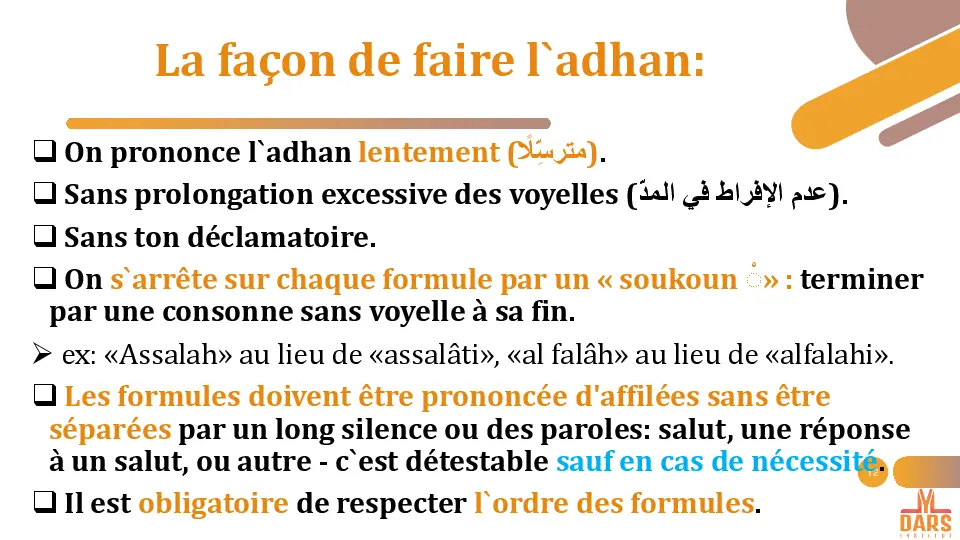 La façon de faire l`adhan:
❑ On prononce l`adhan lentement (مترسِّلًا).
❑ Sans prolongation excessive des voyelles (عدم الإفراط في المدّ).
❑ Sans ton déclamatoire.
❑ On s`arrête sur chaque formule par un « soukoun ْ» : terminer
par une consonne sans voyelle à sa fin.
➢ ex: «Assalah» au lieu de «assalâti», «al falâh» au lieu de «alfalahi».
❑ Les formules doivent être prononcée d'affilées sans être
séparées par un long silence ou des paroles: salut, une réponse
à un salut, ou autre - c`est détestable sauf en cas de nécessité.
12
❑ Il est obligatoire de respecter l`ordre des formules.
DARS
INSTITUT